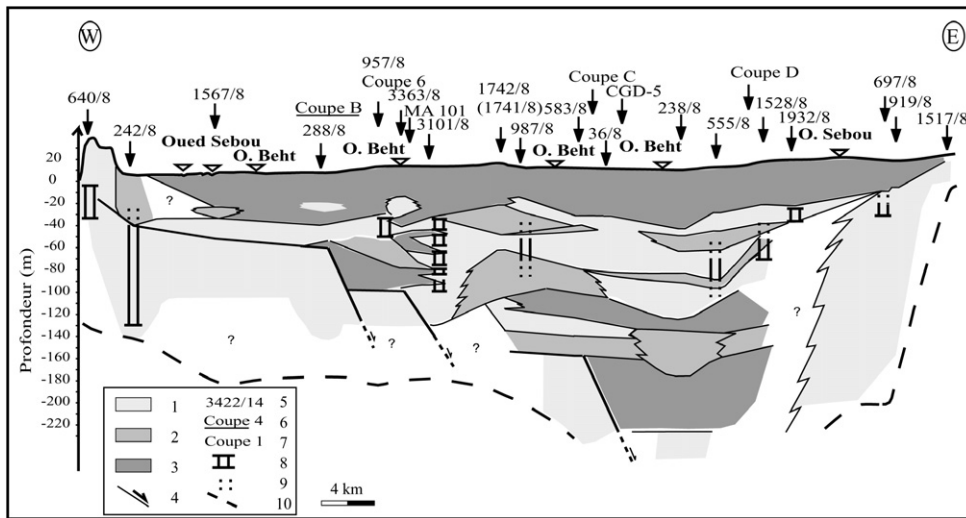 W
E
957/8
Coupe 6
Coupe C
Coupe D
640/8
1567/8
3363/8
1742/8
CGD-5
697/8
Coupe B
MA 101
(1741/8)
583/8
238/8
1528/8
919/8
242/8
288/8
3101/8
987/8
36/8
555/8
1932/8
1517/8
Oued Sebou
O. Beht
O. Beht
O. Beht
O. Beht
O. Sebou
Profondeur (m)
20
0
-20
-40
-60
-80
-100
-120
-140
-160
-180
-220
?
?
?
?
?
?
1
2
3
4
3422/14 5
Coupe 4 6
Coupe 1 7
8
9
10
4 km